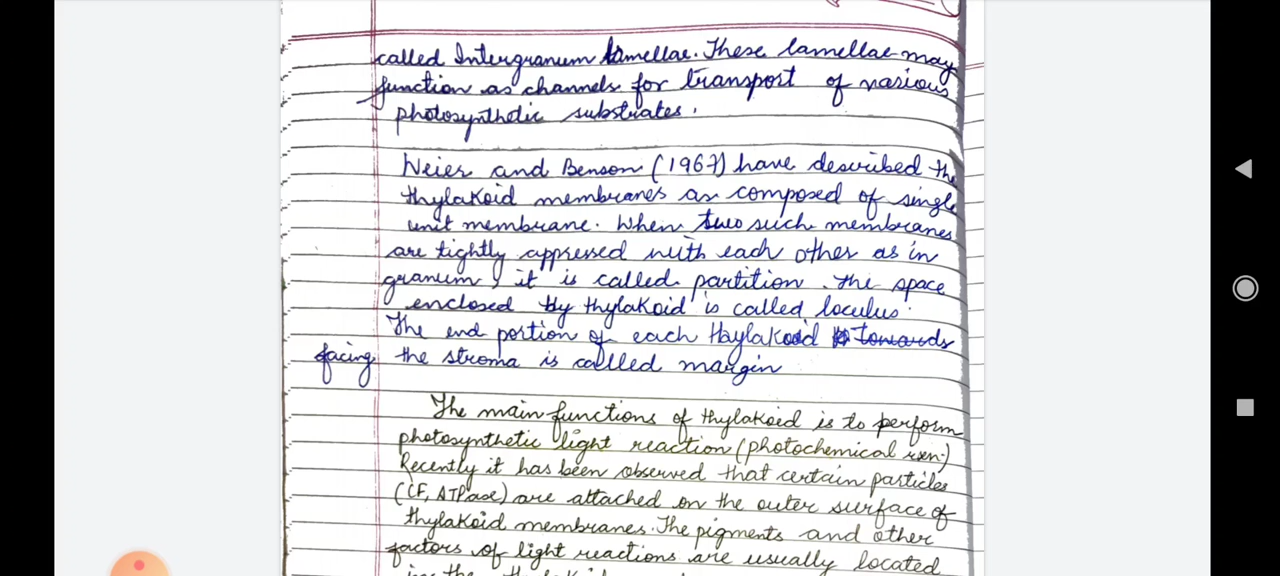 called Intergranum lamellae. These lamellae may
function as channels for transport of various
photosynthetic substrates.
Weier and Benson (1967) have described the
thylakoid membranes as composed of single
unit membrane. When two such membranes
are tightly appressed with each other as in
granum, it is called partition. The space
enclosed by thylakoid is called loculus.
The end portion of each Haylakoid towards
facing the stroma is called margin
The main functions of thylakoid is to perform
photosynthetic light reaction (photochemical rxn.)
Recently it has been observed that certain particles
(CF, ATPase) are attached on the outer surface of
thylakoid membranes. The pigments and other
factors of light reactions are usually located